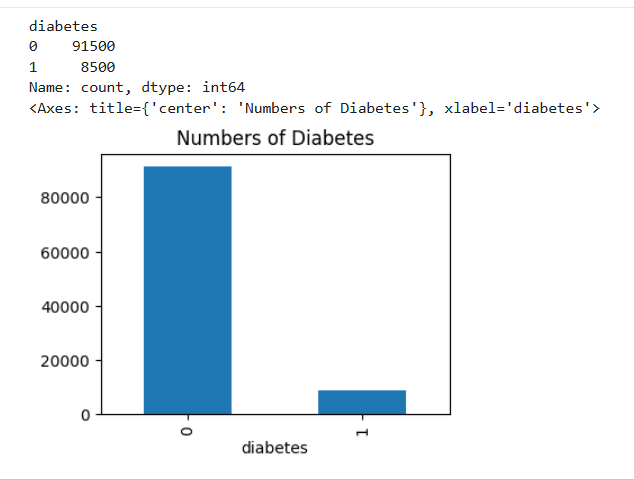 diabetes
0    91500
1     8500
Name: count, dtype: int64
<Axes: title={'center': 'Numbers of Diabetes'}, xlabel='diabetes'>
Numbers of Diabetes
80000
60000
40000
20000
0
0 1
diabetes